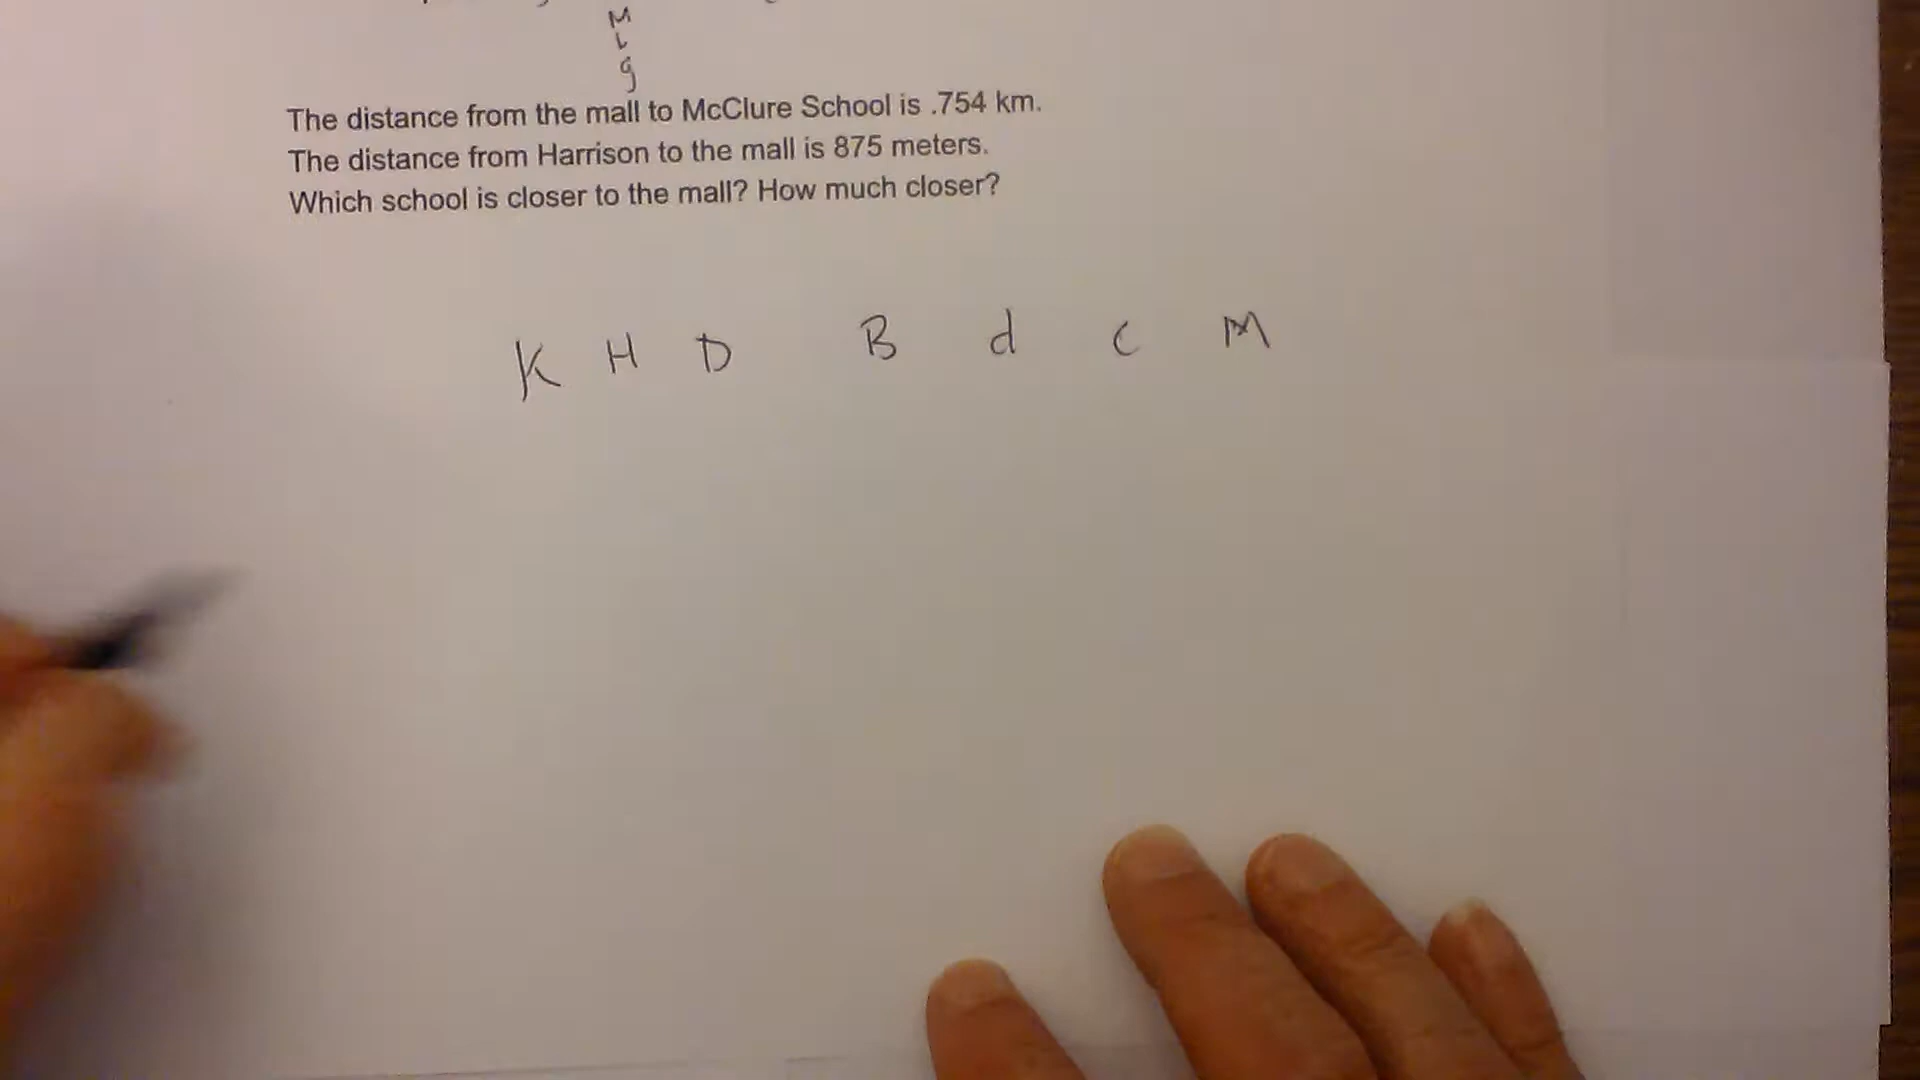 M
L
g
The distance from the mall to McClure School is .754 km.
The distance from Harrison to the mall is 875 meters.
Which school is closer to the mall? How much closer?
K H D B d c M